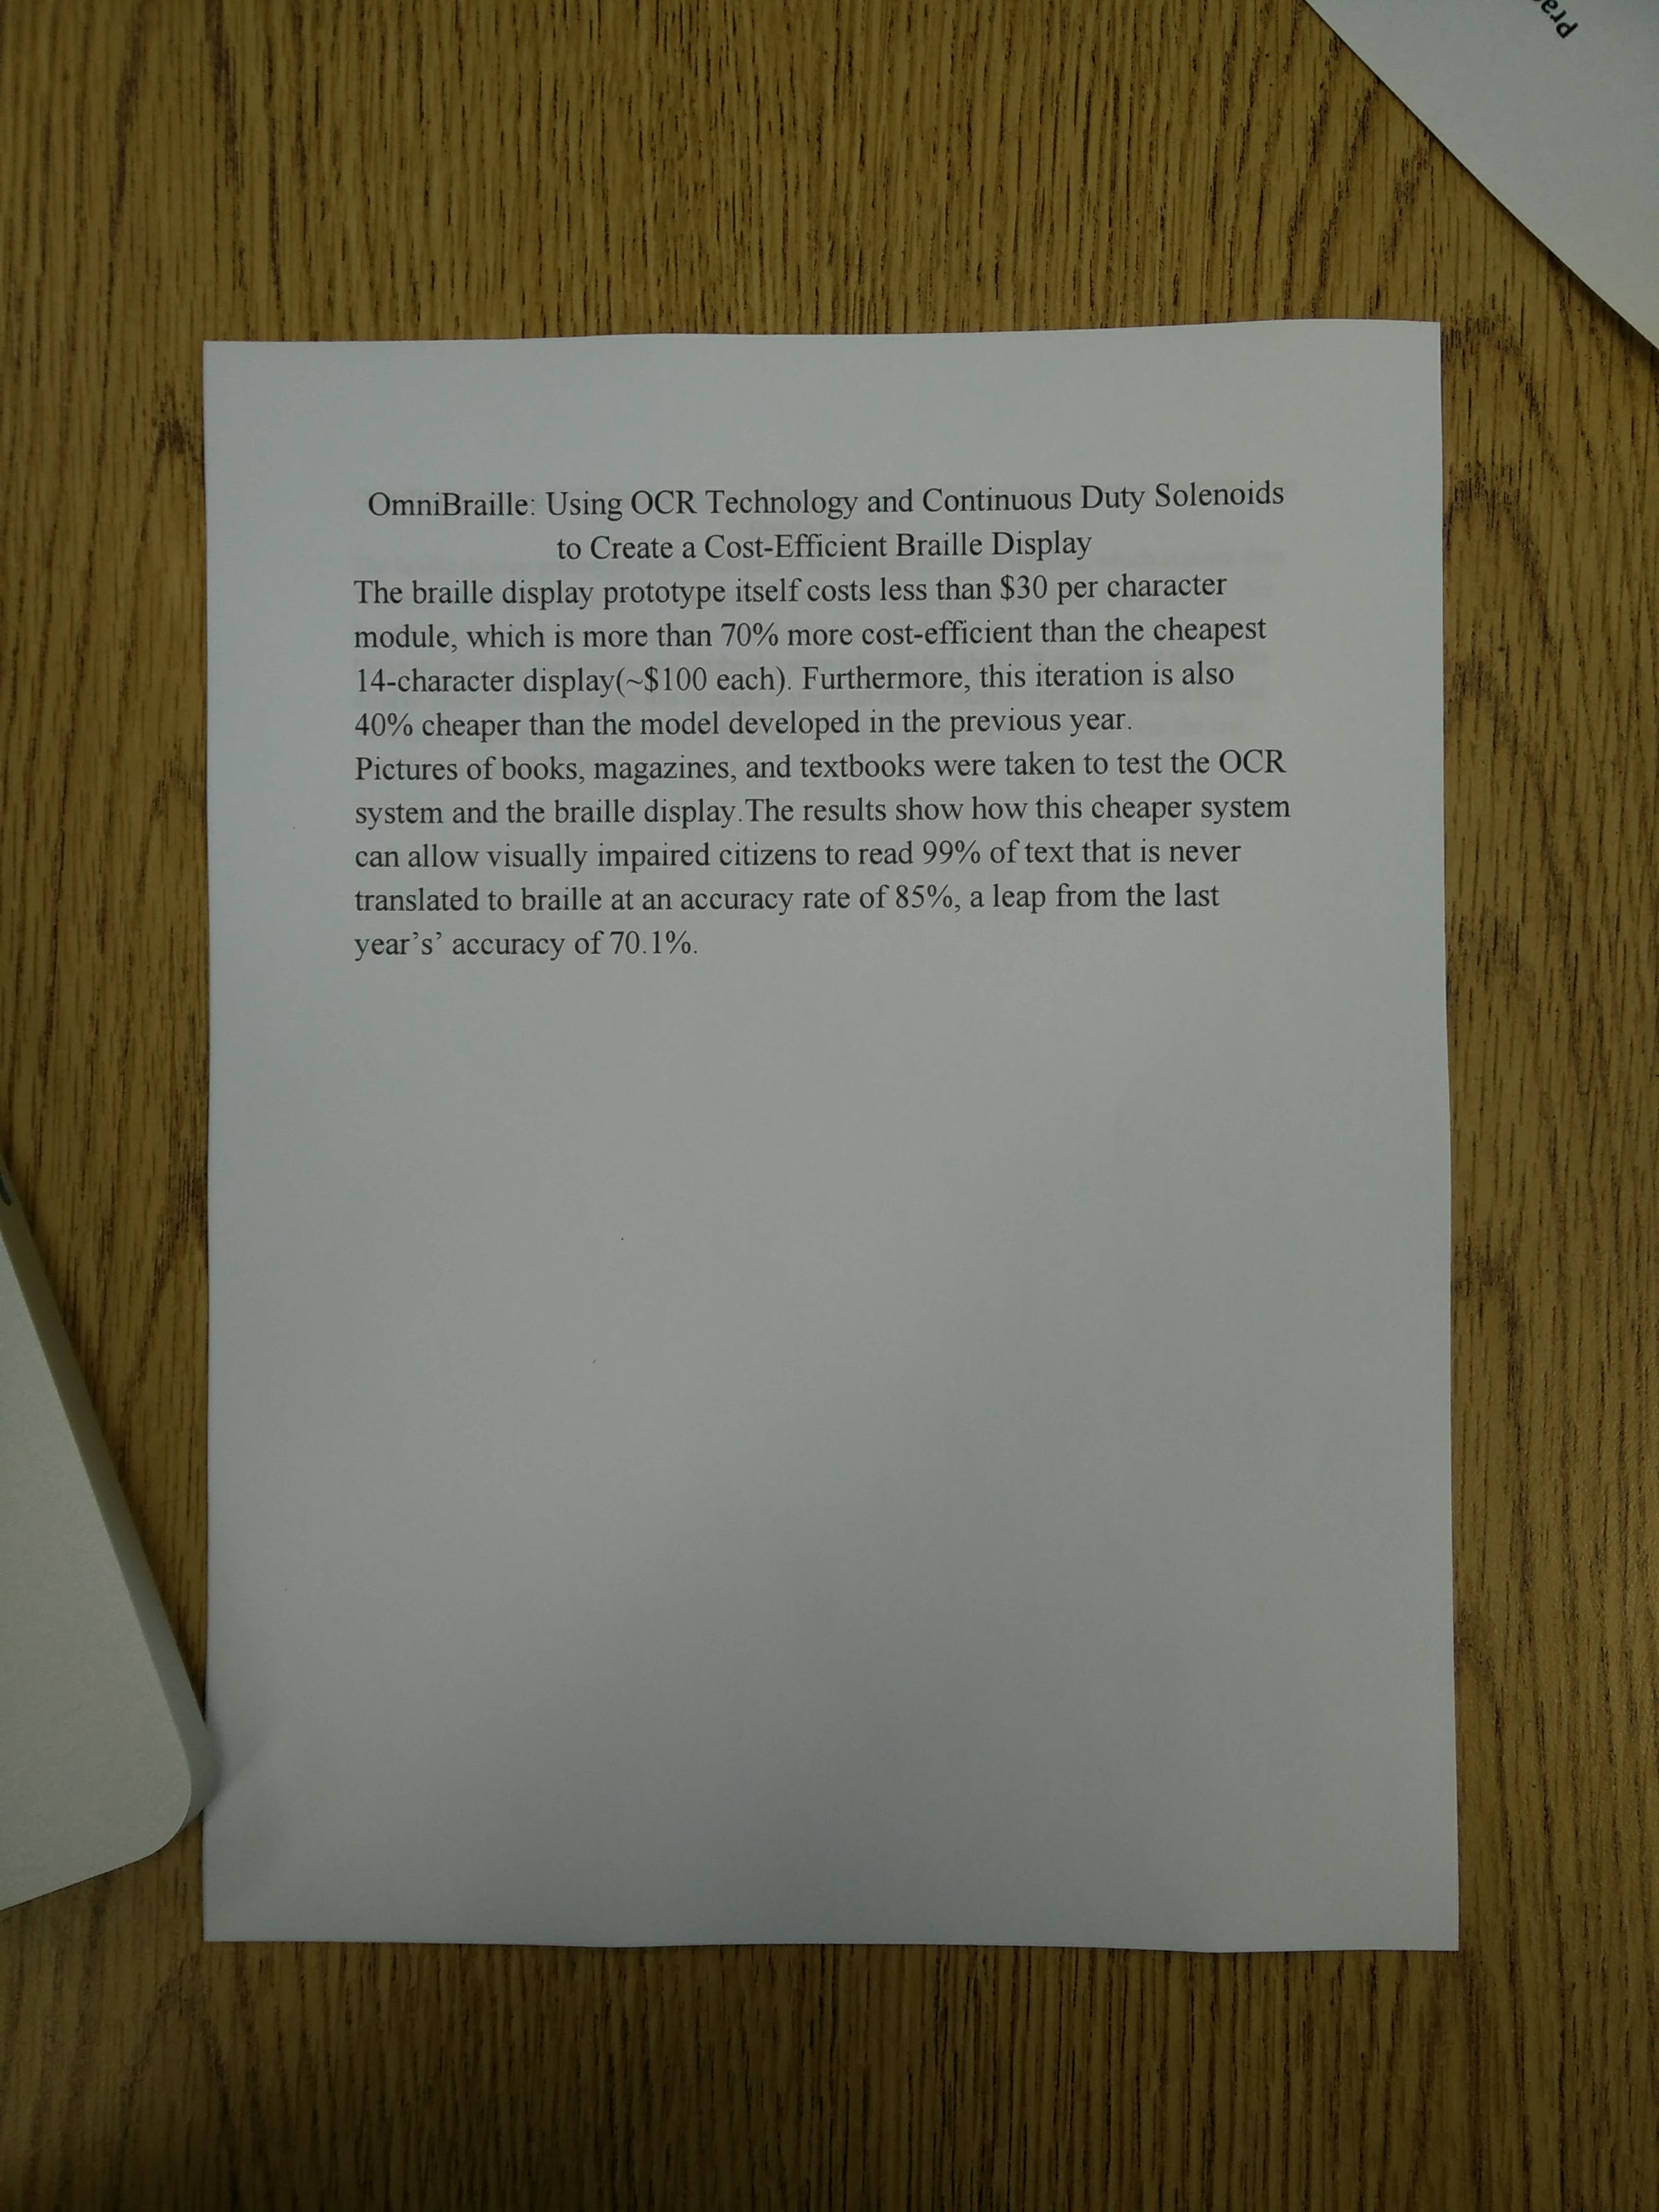 OmniBraille: Using OCR Technology and Continuous Duty Solenoids
to Create a Cost-Efficient Braille Display
The braille display prototype itself costs less than $30 per character
module, which is more than 70% more cost-efficient than the cheapest
14-character display(~$100 each). Furthermore, this iteration is also
40% cheaper than the model developed in the previous year.
Pictures of books, magazines, and textbooks were taken to test the OCR
system and the braille display.The results show how this cheaper system
can allow visually impaired citizens to read 99% of text that is never
translated to braille at an accuracy rate of 85%, a leap from the last
year’s’ accuracy of 70.1%.